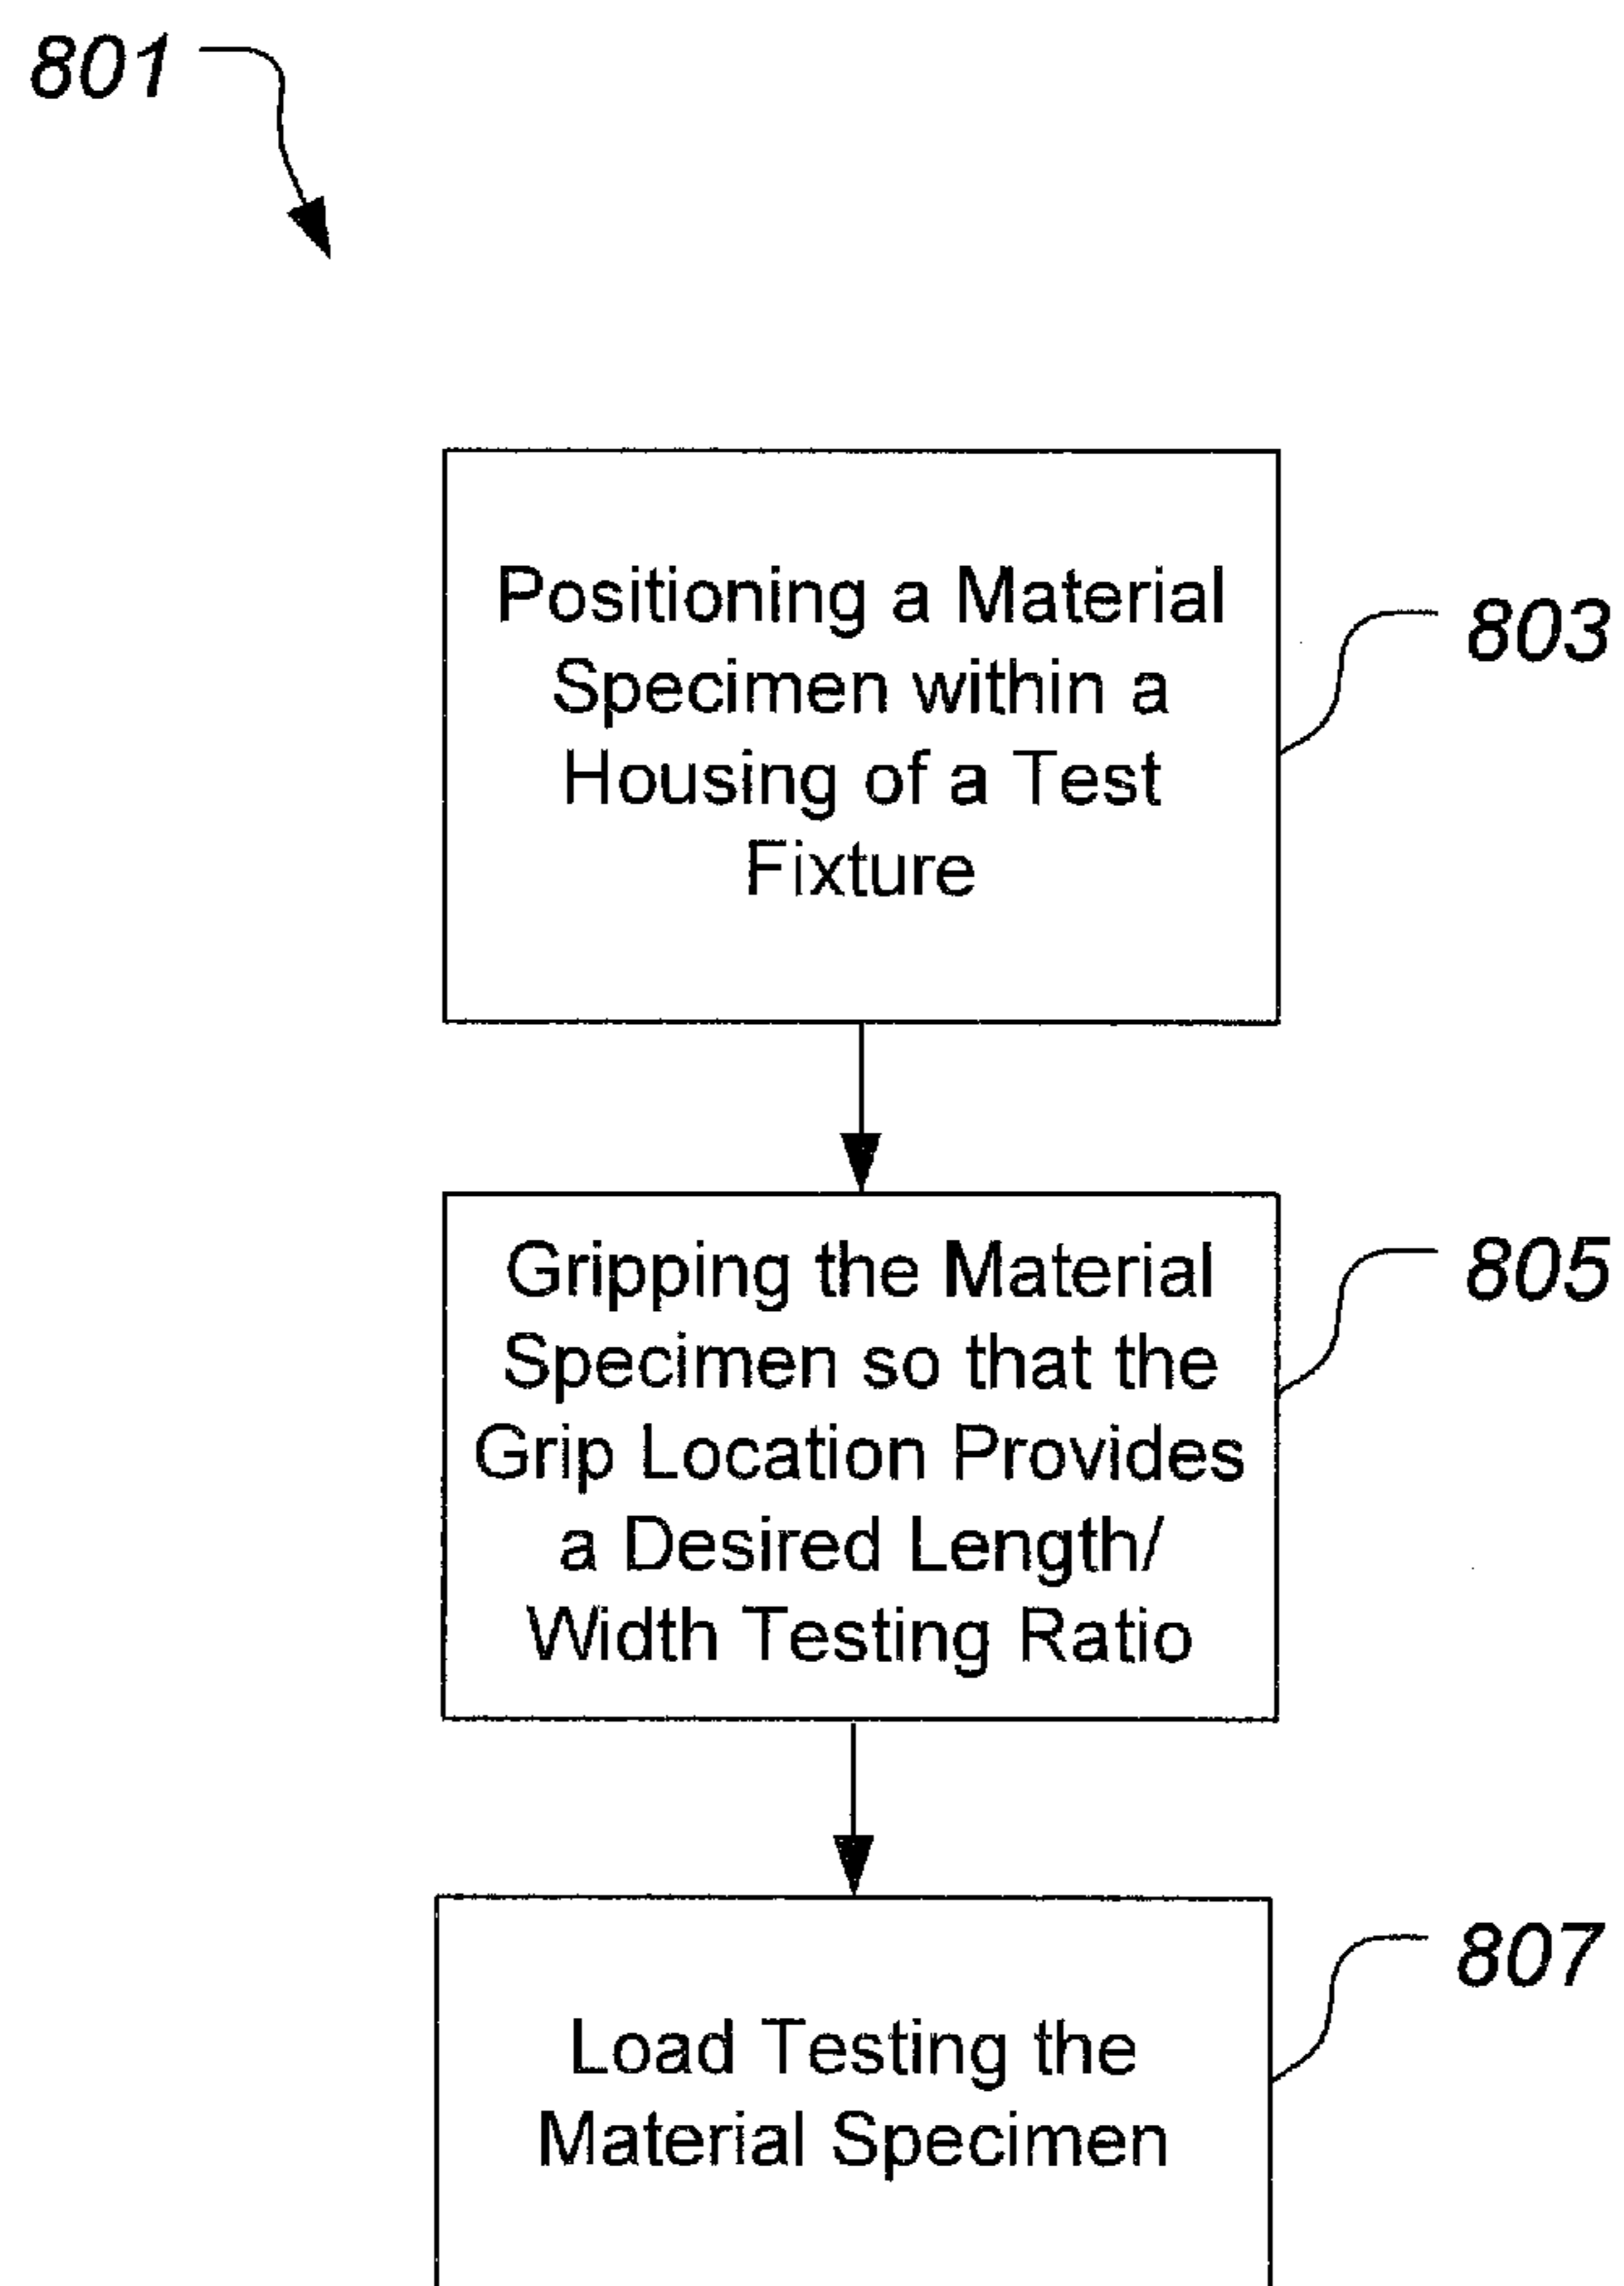 801
Positioning a Material
Specimen within a
Housing of a Test
Fixture
803
Gripping the Material
Specimen so that the
Grip Location Provides
a Desired Length/
Width Testing Ratio
805
Load Testing the
Material Specimen
807